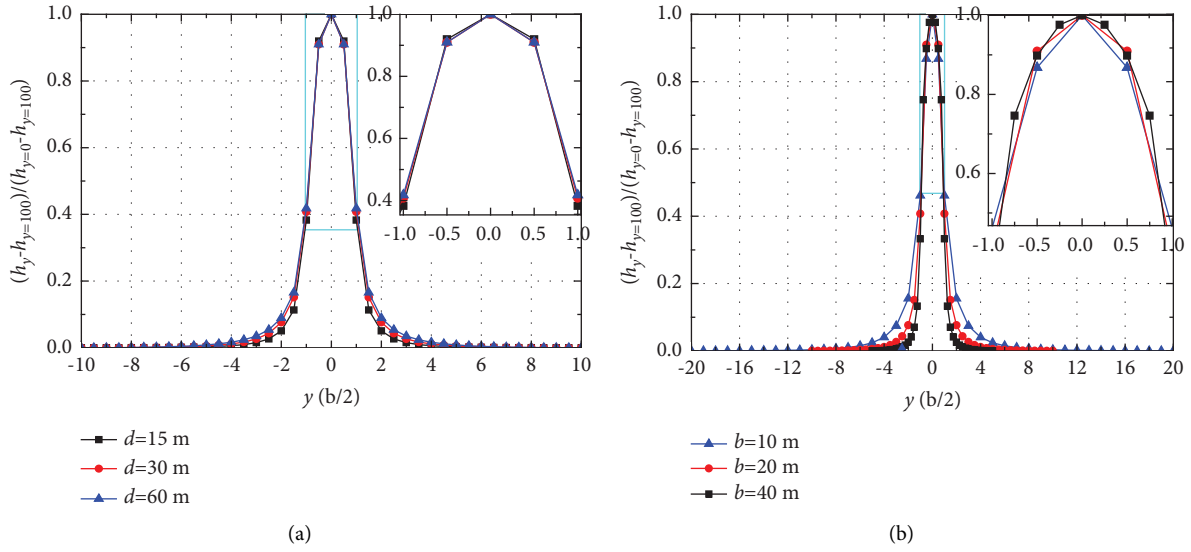 (h_y-h_{y=100})/(h_{y=0}-h_{y=100})
1.0
0.8
0.6
0.4
0.2
0.0
-10 -8 -6 -4 -2 0 2 4 6 8 10
y (b/2)
1.0
0.8
0.6
0.4
-1.0 -0.5 0.0 0.5 1.0
d=15 m
d=30 m
d=60 m
(a)
(h_y-h_{y=100})/(h_{y=0}-h_{y=100})
1.0
0.8
0.6
0.4
0.2
0.0
-20 -16 -12 -8 -4 0 4 8 12 16 20
y (b/2)
1.0
0.8
0.6
-1.0 -0.5 0.0 0.5 1.0
b=10 m
b=20 m
b=40 m
(b)